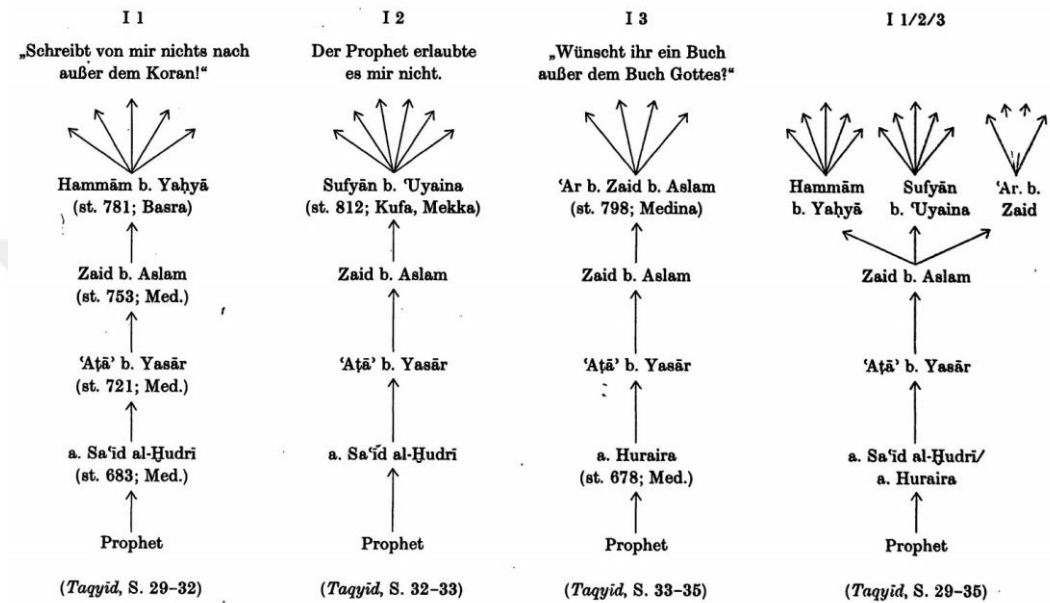 I 1
„Schreibt von mir nichts nach
außer dem Koran!“
Hammām b. Yaḥyā
(st. 781; Basra)
Zaid b. Aslam
(st. 753; Med.)
ʿAṭāʾ b. Yasār
(st. 721; Med.)
a. Saʿīd al-Ḫudrī
(st. 683; Med.)
Prophet
(Taqyīd, S. 29–32)
I 2
Der Prophet erlaubte
es mir nicht.
Sufyān b. ʿUyaina
(st. 812; Kufa, Mekka)
Zaid b. Aslam
ʿAṭāʾ b. Yasār
a. Saʿīd al-Ḫudrī
Prophet
(Taqyīd, S. 32–33)
I 3
„Wünscht ihr ein Buch
außer dem Buch Gottes?“
ʿAr b. Zaid b. Aslam
(st. 798; Medina)
Zaid b. Aslam
ʿAṭāʾ b. Yasār
a. Huraira
(st. 678; Med.)
Prophet
(Taqyīd, S. 33–35)
I 1/2/3
Hammām
b. Yaḥyā
Sufyān
b. ʿUyaina
ʿAr. b.
Zaid
Zaid b. Aslam
ʿAṭāʾ b. Yasār
a. Saʿīd al-Ḫudrī/
a. Huraira
Prophet
(Taqyīd, S. 29–35)